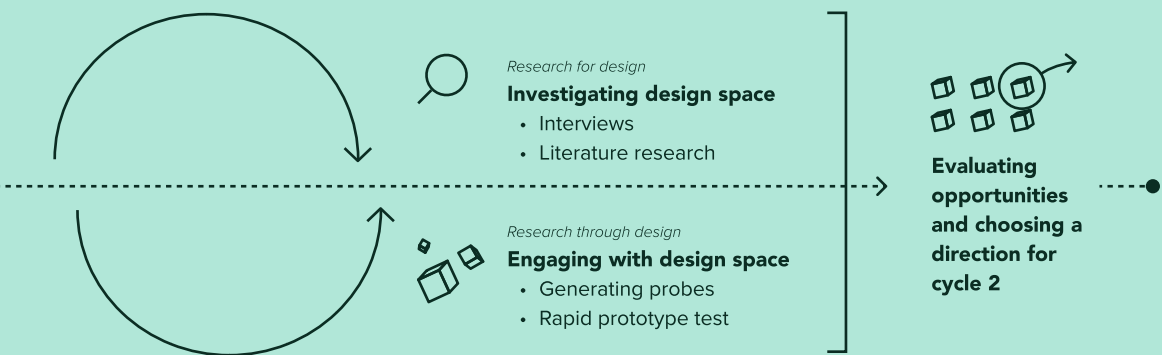 Research for design
Investigating design space
• Interviews
• Literature research
Research through design
Engaging with design space
• Generating probes
• Rapid prototype test
Evaluating
opportunities
and choosing a
direction for
cycle 2